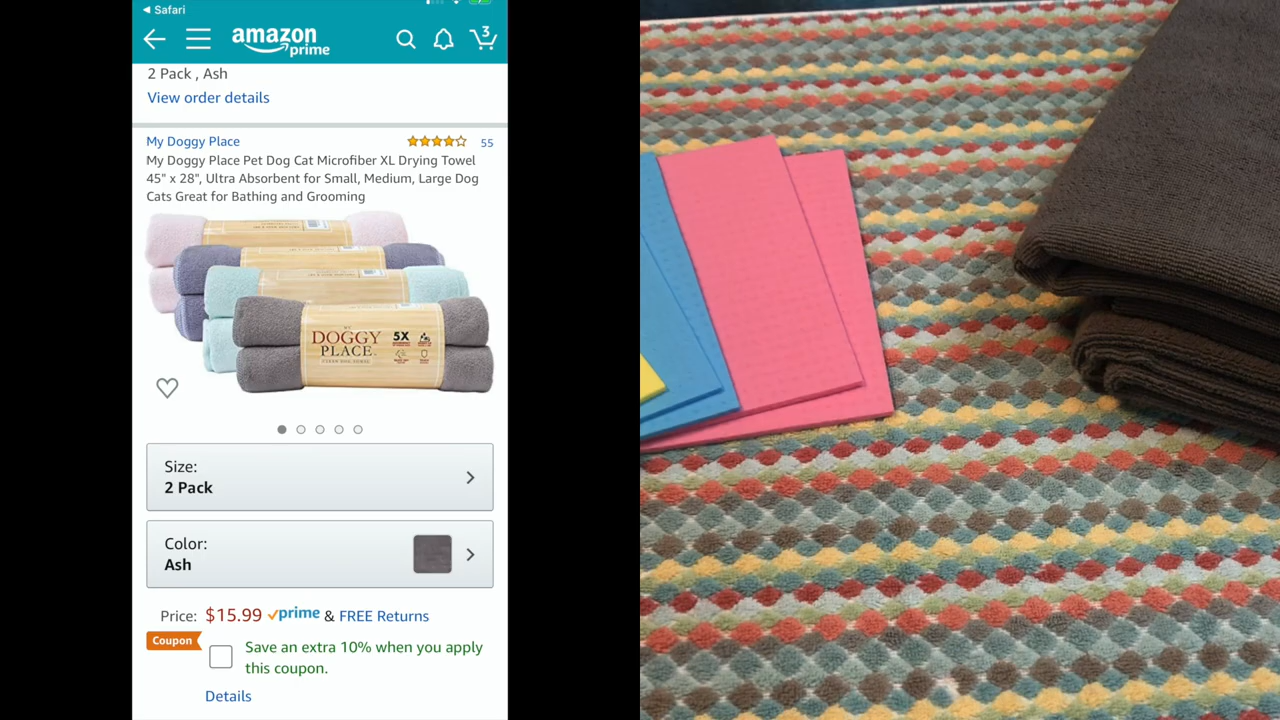 Safari
amazon
prime
3
2 Pack , Ash
View order details
My Doggy Place
55
My Doggy Place Pet Dog Cat Microfiber XL Drying Towel
45" x 28", Ultra Absorbent for Small, Medium, Large Dog
Cats Great for Bathing and Grooming
MY
DOGGY
PLACE
5X
Size:
2 Pack
Color:
Ash
Price: $15.99 prime & FREE Returns
Coupon
Save an extra 10% when you apply
this coupon.
Details